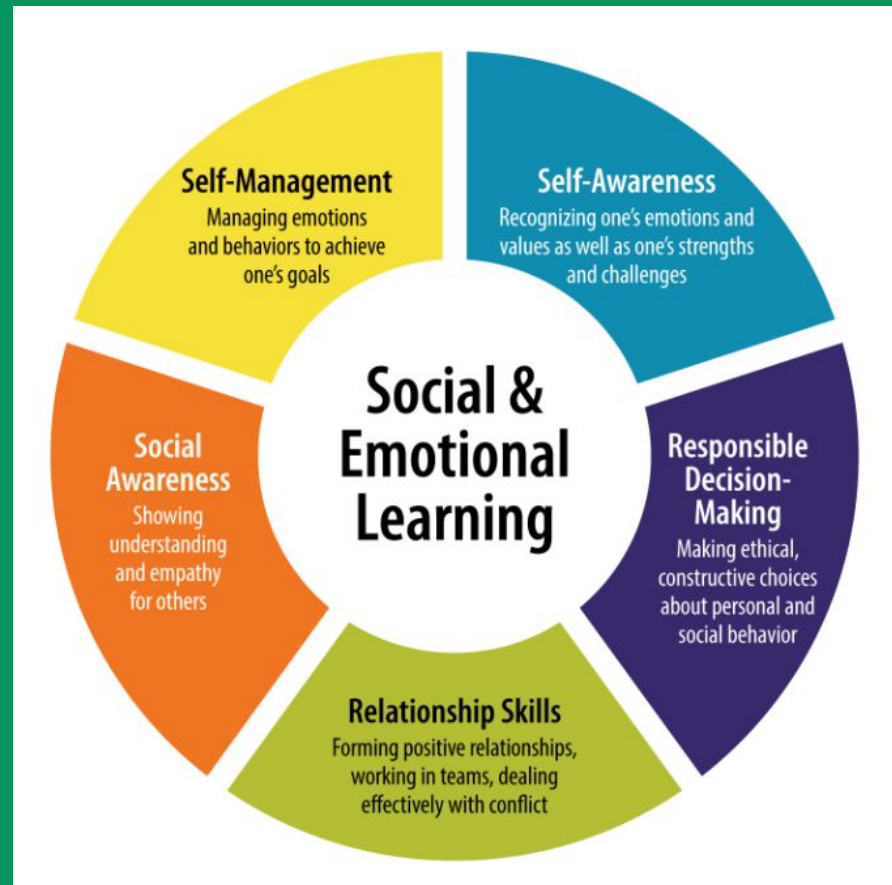 Self-Management
Managing emotions
and behaviors to achieve
one's goals
Self-Awareness
Recognizing one's emotions and
values as well as one's strengths
and challenges
Social &
Emotional
Learning
Social
Awareness
Showing
understanding
and empathy
for others
Responsible
Decision-
Making
Making ethical,
constructive choices
about personal and
social behavior
Relationship Skills
Forming positive relationships,
working in teams, dealing
effectively with conflict